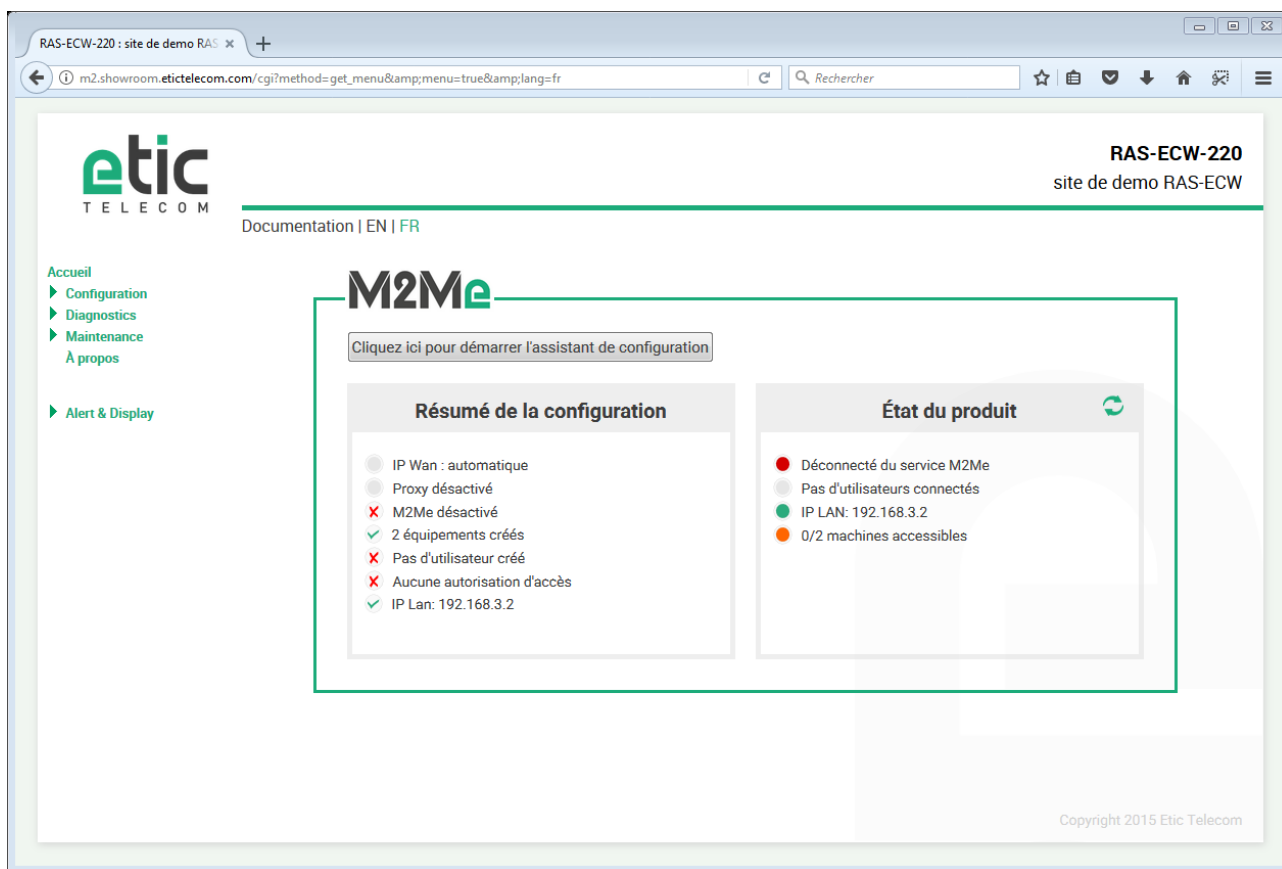 RAS-ECW-220 : site de demo RAS
m2.showroom.etictelecom.com/cgi?method=get_menu&amp;menu=true&amp;lang=fr
Rechercher
etic
TELECOM
RAS-ECW-220
site de demo RAS-ECW
Documentation | EN | FR
Accueil
Configuration
Diagnostics
Maintenance
À propos
Alert & Display
M2Me
Cliquez ici pour démarrer l'assistant de configuration
Résumé de la configuration
IP Wan : automatique
Proxy désactivé
M2Me désactivé
2 équipements créés
Pas d'utilisateur créé
Aucune autorisation d'accès
IP Lan: 192.168.3.2
État du produit
Déconnecté du service M2Me
Pas d'utilisateurs connectés
IP LAN: 192.168.3.2
0/2 machines accessibles
Copyright 2015 Etic Telecom